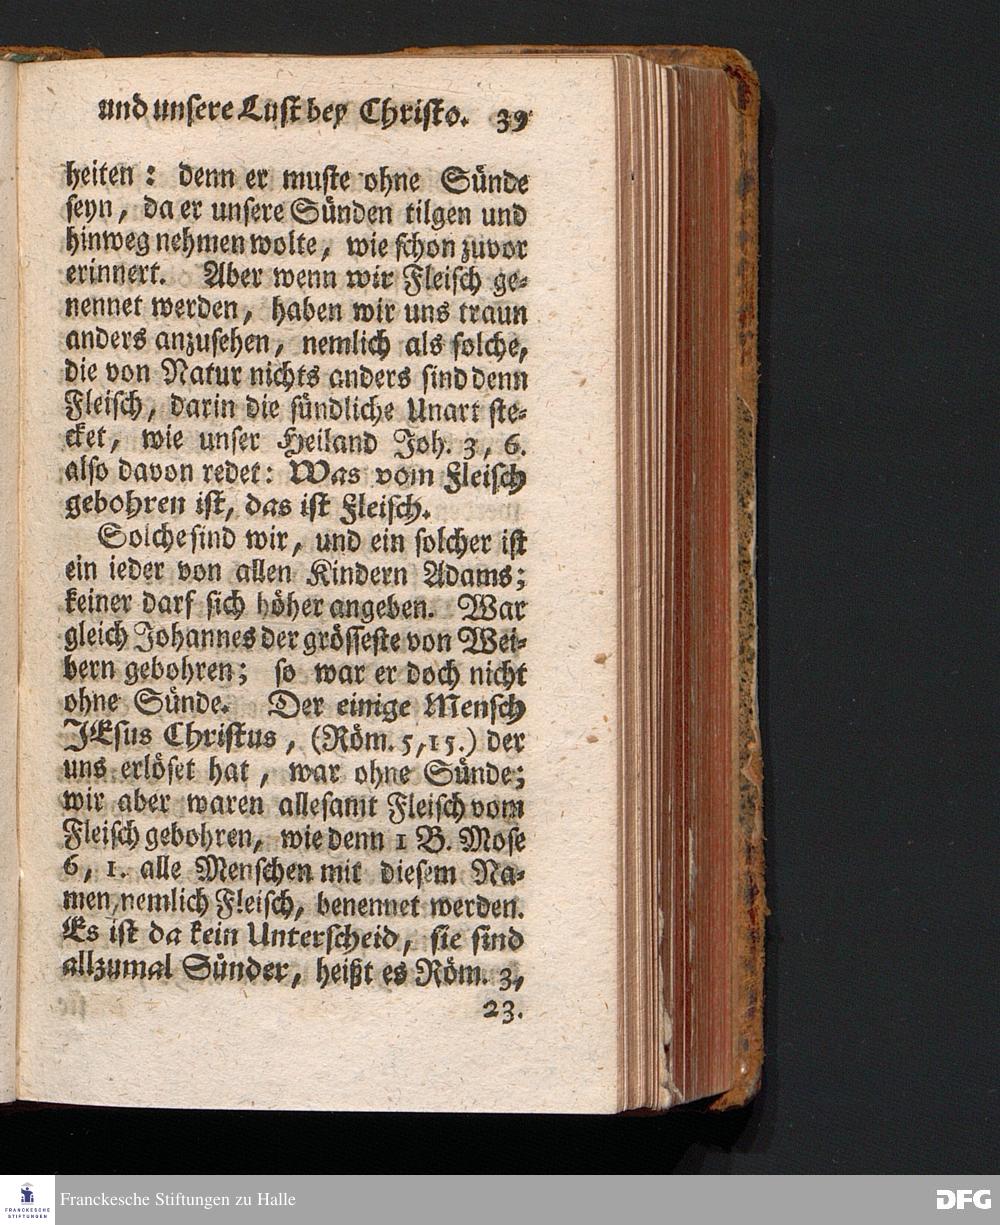 und unsere Lust bey Christo. 39
heiten: denn er muste ohne Sünde
seyn, da er unsere Sünden tilgen und
hinweg nehmen wolte, wie schon zuvor
erinnert. Aber wenn wir Fleisch ge-
nennet werden, haben wir uns traun
anders anzusehen, nemlich als solche,
die von Natur nichts anders sind denn
Fleisch, darin die sündliche Unart ste-
cket, wie unser Heiland Joh. 3, 6.
also davon redet: Was vom Fleisch
gebohren ist, das ist Fleisch.
Solche sind wir, und ein solcher ist
ein ieder von allen Kindern Adams;
keiner darf sich höher angeben. War
gleich Johannes der grösseste von Wei-
bern gebohren; so war er doch nicht
ohne Sünde. Der einige Mensch
JEsus Christus, (Röm. 5, 15.) der
uns erlöset hat, war ohne Sünde;
wir aber waren allesamt Fleisch vom
Fleisch gebohren, wie denn 1 B. Mose
6, 1. alle Menschen mit diesem Na-
men, nemlich Fleisch, benennet werden.
Es ist da kein Unterscheid, sie sind
allzumal Sünder, heißt es Röm. 3,
23.
FRANCKESCHE
STIFTUNGEN
Franckesche Stiftungen zu Halle
DFG